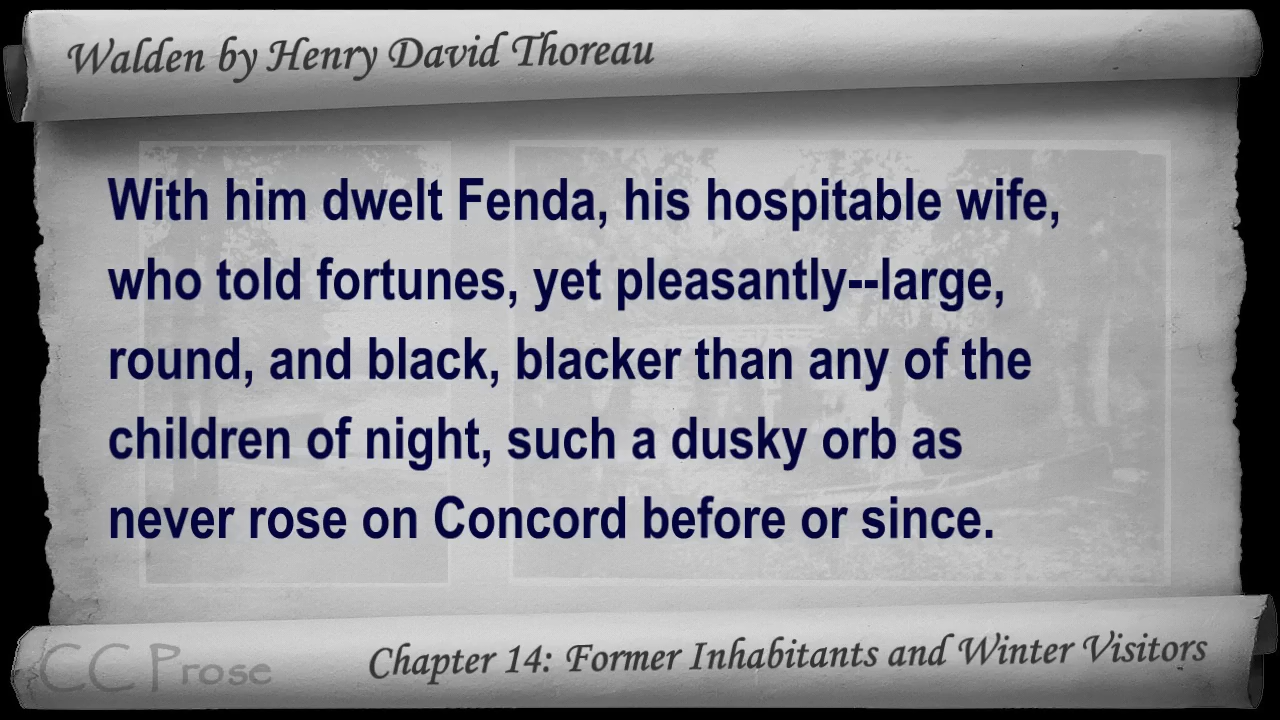 Walden by Henry David Thoreau
With him dwelt Fenda, his hospitable wife,
who told fortunes, yet pleasantly--large,
round, and black, blacker than any of the
children of night, such a dusky orb as
never rose on Concord before or since.
CC Prose
Chapter 14: Former Inhabitants and Winter Visitors